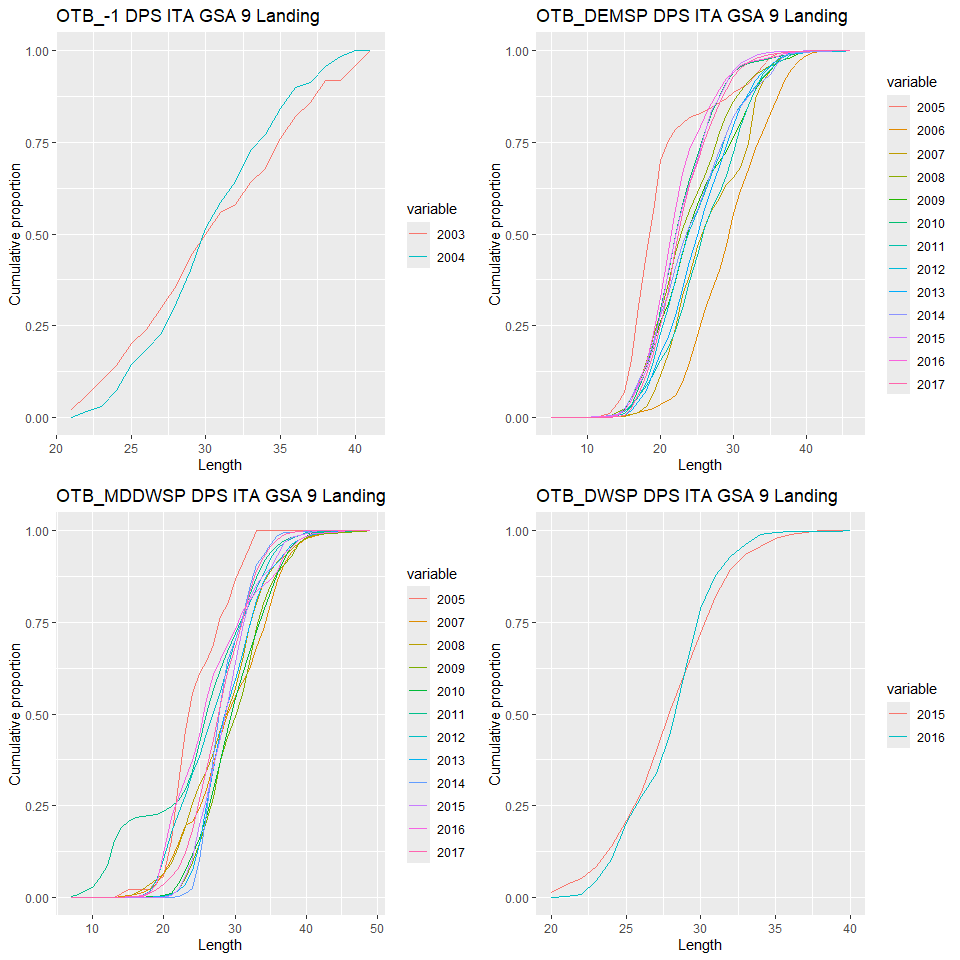 OTB_-1 DPS ITA GSA 9 Landing
1.00
0.75
0.50
0.25
0.00
Cumulative proportion
20 25 30 35 40
Length
variable
2003
2004
OTB_DEMSP DPS ITA GSA 9 Landing
1.00
0.75
0.50
0.25
0.00
Cumulative proportion
10 20 30 40
Length
variable
2005
2006
2007
2008
2009
2010
2011
2012
2013
2014
2015
2016
2017
OTB_MDDWSP DPS ITA GSA 9 Landing
1.00
0.75
0.50
0.25
0.00
Cumulative proportion
10 20 30 40 50
Length
variable
2005
2007
2008
2009
2010
2011
2012
2013
2014
2015
2016
2017
OTB_DWSP DPS ITA GSA 9 Landing
1.00
0.75
0.50
0.25
0.00
Cumulative proportion
20 25 30 35 40
Length
variable
2015
2016